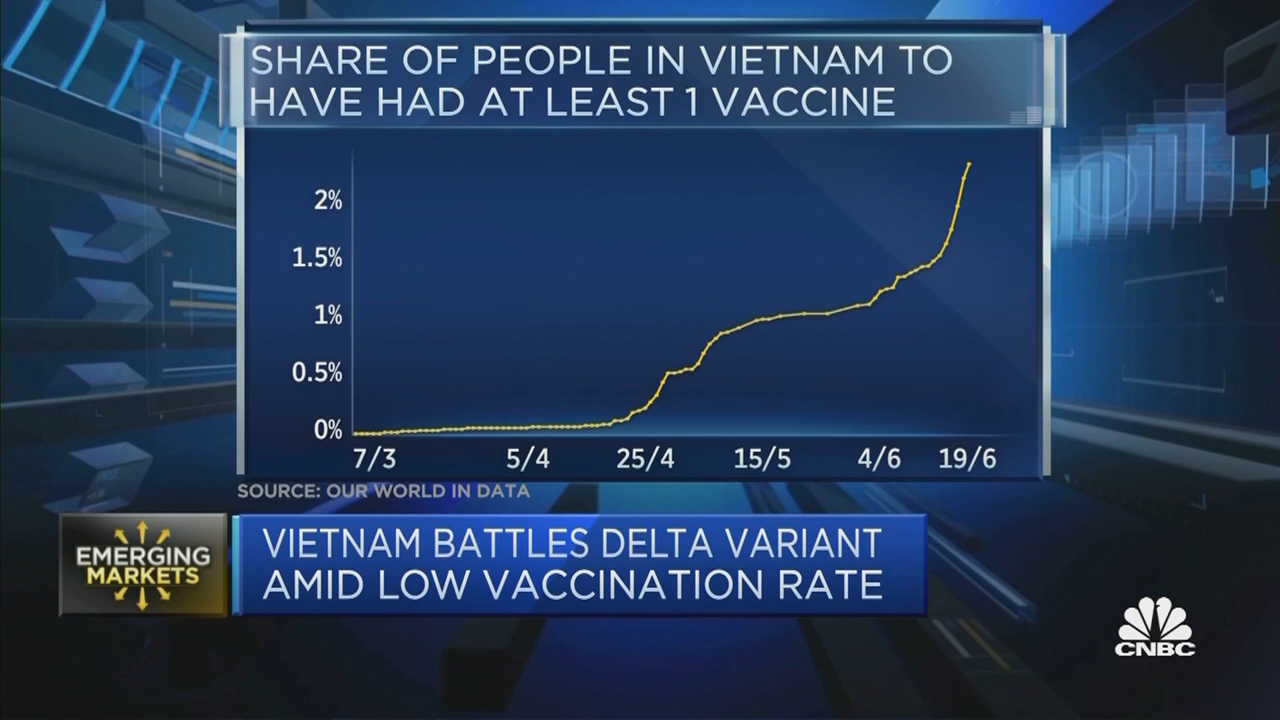 SHARE OF PEOPLE IN VIETNAM TO
HAVE HAD AT LEAST 1 VACCINE
2%
1.5%
1%
0.5%
0%
7/3 5/4 25/4 15/5 4/6 19/6
SOURCE: OUR WORLD IN DATA
EMERGING
MARKETS
VIETNAM BATTLES DELTA VARIANT
AMID LOW VACCINATION RATE
CNBC